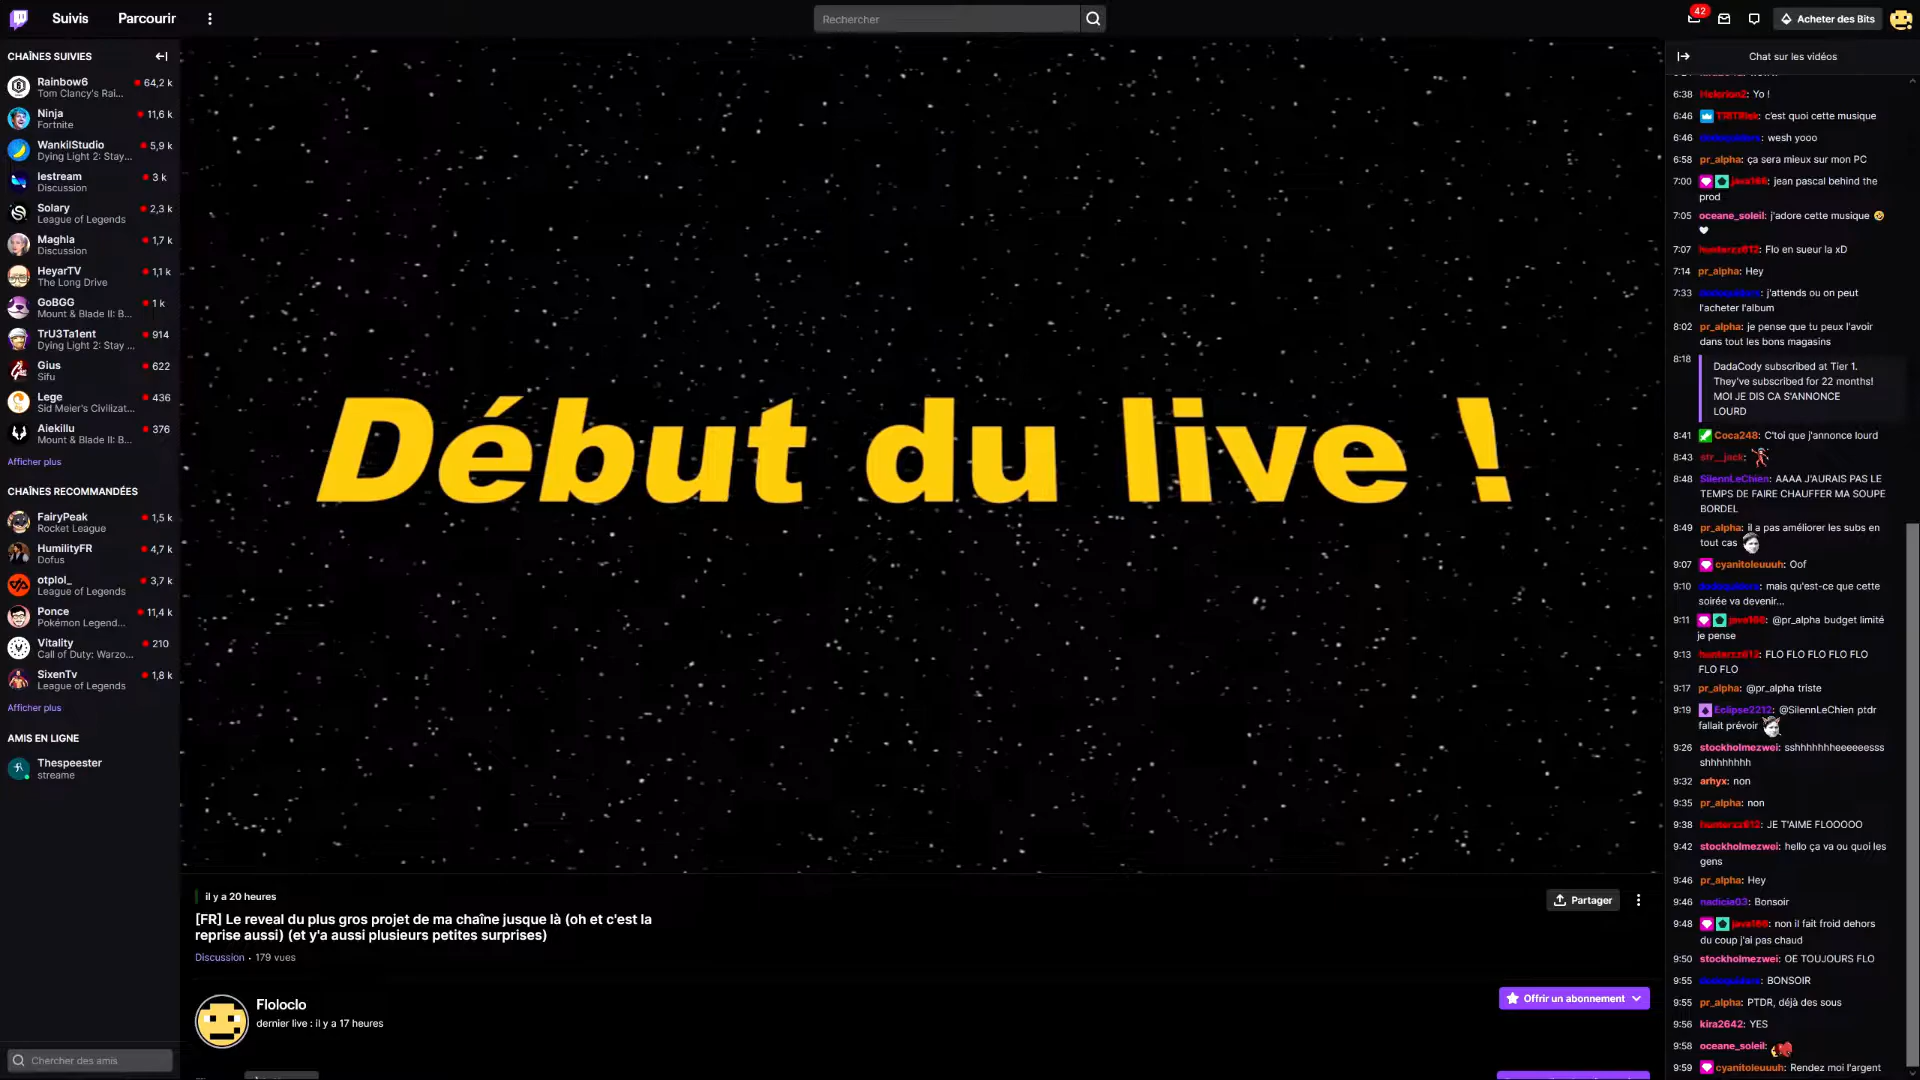 Suivis
Parcourir
Rechercher
42
Acheter des Bits
CHAÎNES SUIVIES
Rainbow6
64,2 k
Tom Clancy's Rai...
Ninja
11,6 k
Fortnite
WankilStudio
5,9 k
Dying Light 2: Stay...
lestream
3 k
Discussion
Solary
2,3 k
League of Legends
Maghla
1,7 k
Discussion
HeyarTV
1,1 k
The Long Drive
GoBGG
1 k
Mount & Blade II: B...
TrU3Ta1ent
914
Dying Light 2: Stay ...
Gius
622
Sifu
Lege
436
Sid Meier's Civilizat...
Aiekillu
376
Mount & Blade II: B...
Afficher plus
CHAÎNES RECOMMANDÉES
FairyPeak
1,5 k
Rocket League
HumilityFR
4,7 k
Dofus
otplol_
3,7 k
League of Legends
Ponce
11,4 k
Pokémon Legend...
Vitality
210
Call of Duty: Warzo...
SixenTv
1,8 k
League of Legends
Afficher plus
AMIS EN LIGNE
Thespeester
streame
Chercher des amis
Début du live !
il y a 20 heures
[FR] Le reveal du plus gros projet de ma chaîne jusque là (oh et c'est la
reprise aussi) (et y'a aussi plusieurs petites surprises)
Discussion • 179 vues
Partager
Floloclo
dernier live : il y a 17 heures
Offrir un abonnement
Chat sur les vidéos
6:38 Yo !
6:46 c'est quoi cette musique
6:46 wesh yooo
6:58 pr_alpha: ça sera mieux sur mon PC
7:00 java168: jean pascal behind the
prod
7:05 oceane_soleil: j'adore cette musique 🤣
🤍
7:07 hunterzz612: Flo en sueur la xD
7:14 pr_alpha: Hey
7:33 j'attends ou on peut
l'acheter l'album
8:02 pr_alpha: je pense que tu peux l'avoir
dans tout les bons magasins
8:18 DadaCody subscribed at Tier 1.
They've subscribed for 22 months!
MOI JE DIS CA S'ANNONCE
LOURD
8:41 Coca248: C'toi que j'annonce lourd
8:43 str__jack:
8:48 SilennLeChien: AAAA J'AURAIS PAS LE
TEMPS DE FAIRE CHAUFFER MA SOUPE
BORDEL
8:49 pr_alpha: il a pas améliorer les subs en
tout cas
9:07 cyanitoleuuuh: Oof
9:10 mais qu'est-ce que cette
soirée va devenir...
9:11 java168: @pr_alpha budget limité
je pense
9:13 hunterzz612: FLO FLO FLO FLO FLO
FLO FLO
9:17 pr_alpha: @pr_alpha triste
9:19 Eclipse2212: @SilennLeChien ptdr
fallait prévoir
9:26 stockholmezwei: sshhhhhhheeeeeesss
shhhhhhhh
9:32 arhyx: non
9:35 pr_alpha: non
9:38 hunterzz612: JE T'AIME FLOOOOO
9:42 stockholmezwei: hello ça va ou quoi les
gens
9:46 pr_alpha: Hey
9:46 nadicia03: Bonsoir
9:48 java168: non il fait froid dehors
du coup j'ai pas chaud
9:50 stockholmezwei: OE TOUJOURS FLO
9:55 BONSOIR
9:55 pr_alpha: PTDR, déjà des sous
9:56 kira2642: YES
9:58 oceane_soleil:
9:59 cyanitoleuuuh: Rendez moi l'argent